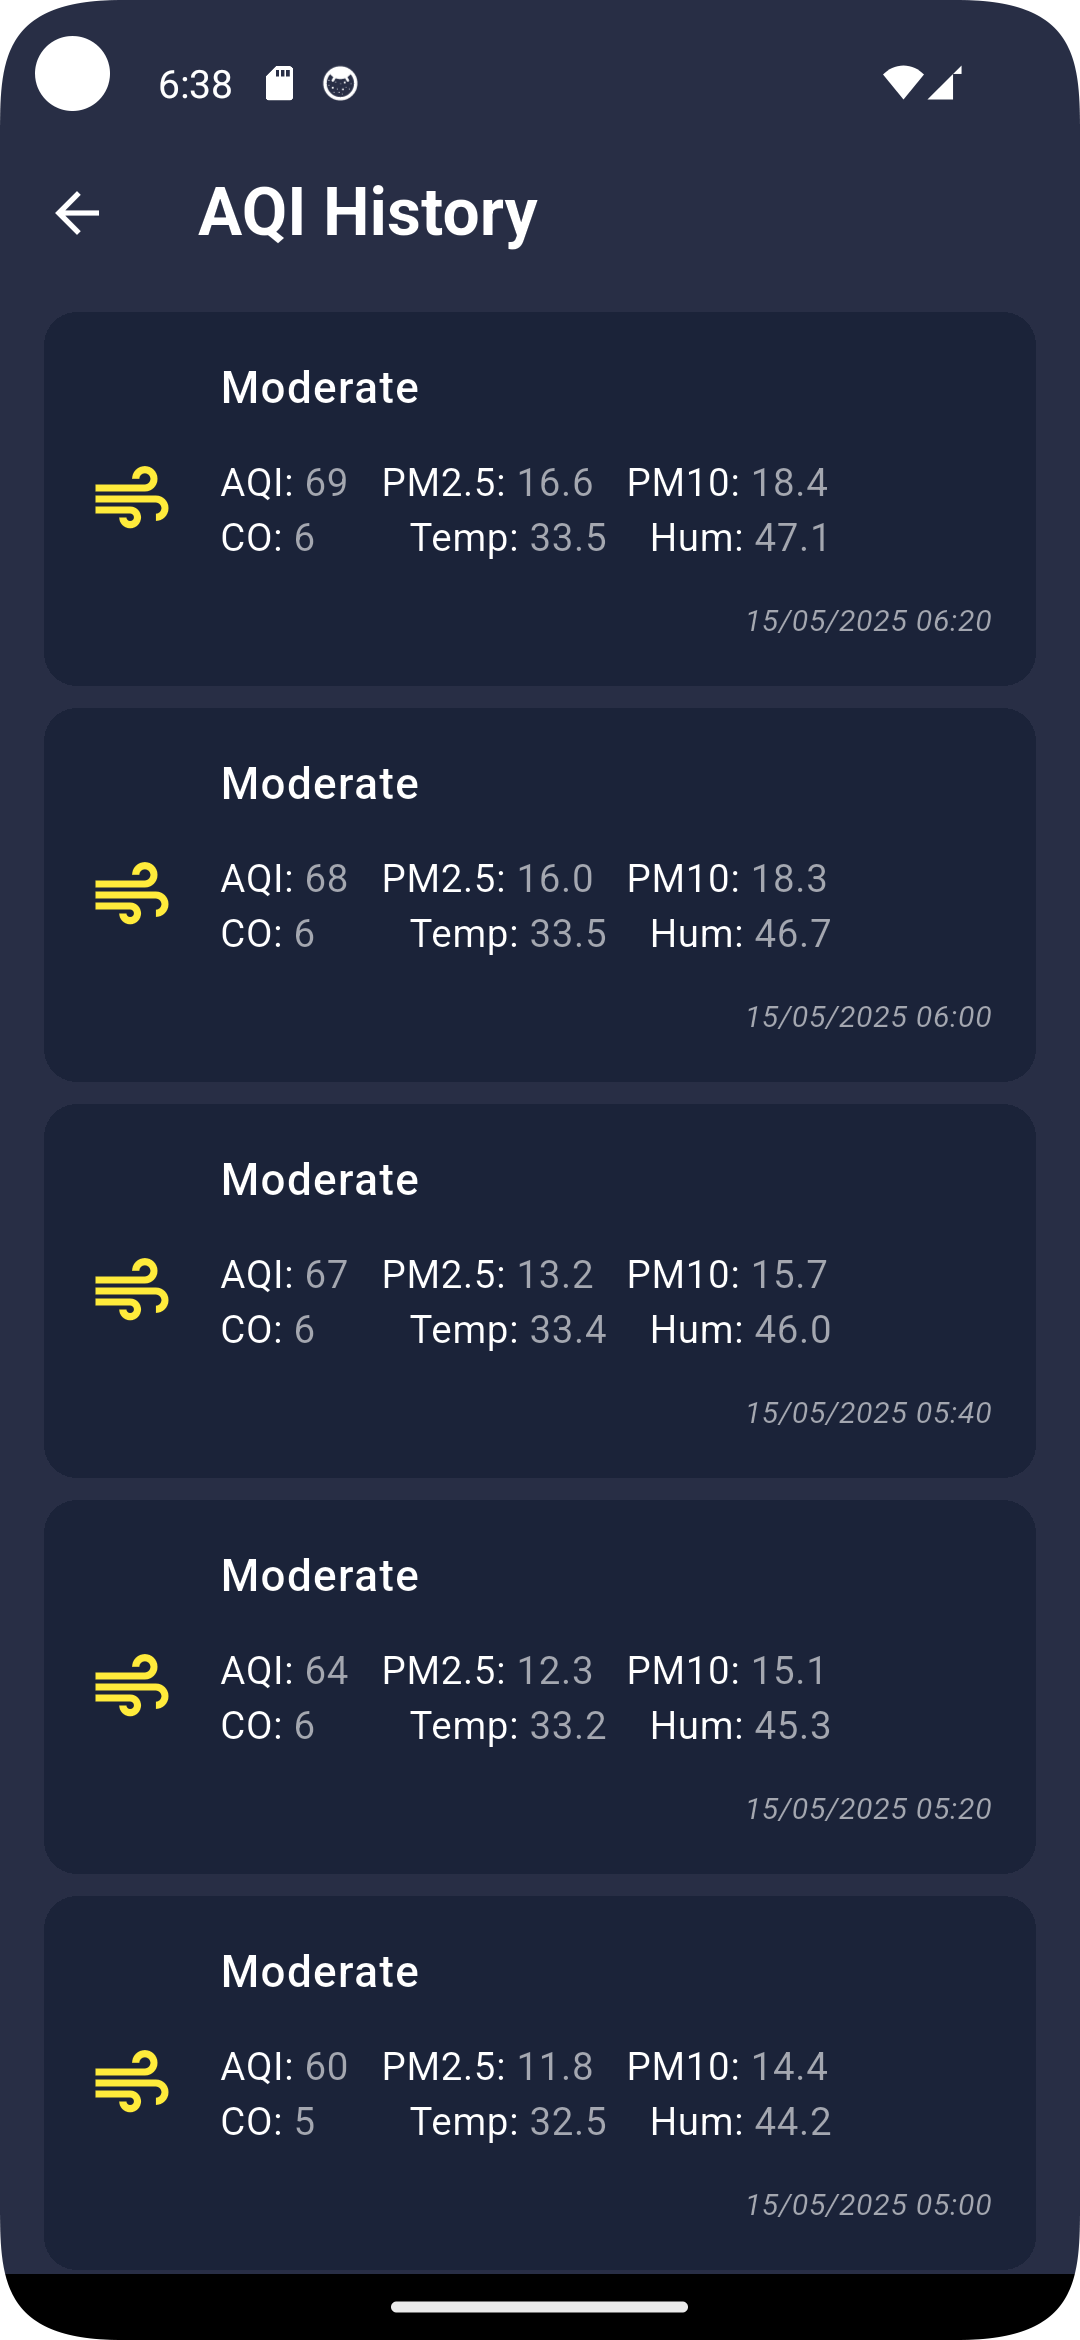 6:38
AQI History
Moderate
AQI: 69 PM2.5: 16.6 PM10: 18.4
CO: 6 Temp: 33.5 Hum: 47.1
15/05/2025 06:20
Moderate
AQI: 68 PM2.5: 16.0 PM10: 18.3
CO: 6 Temp: 33.5 Hum: 46.7
15/05/2025 06:00
Moderate
AQI: 67 PM2.5: 13.2 PM10: 15.7
CO: 6 Temp: 33.4 Hum: 46.0
15/05/2025 05:40
Moderate
AQI: 64 PM2.5: 12.3 PM10: 15.1
CO: 6 Temp: 33.2 Hum: 45.3
15/05/2025 05:20
Moderate
AQI: 60 PM2.5: 11.8 PM10: 14.4
CO: 5 Temp: 32.5 Hum: 44.2
15/05/2025 05:00